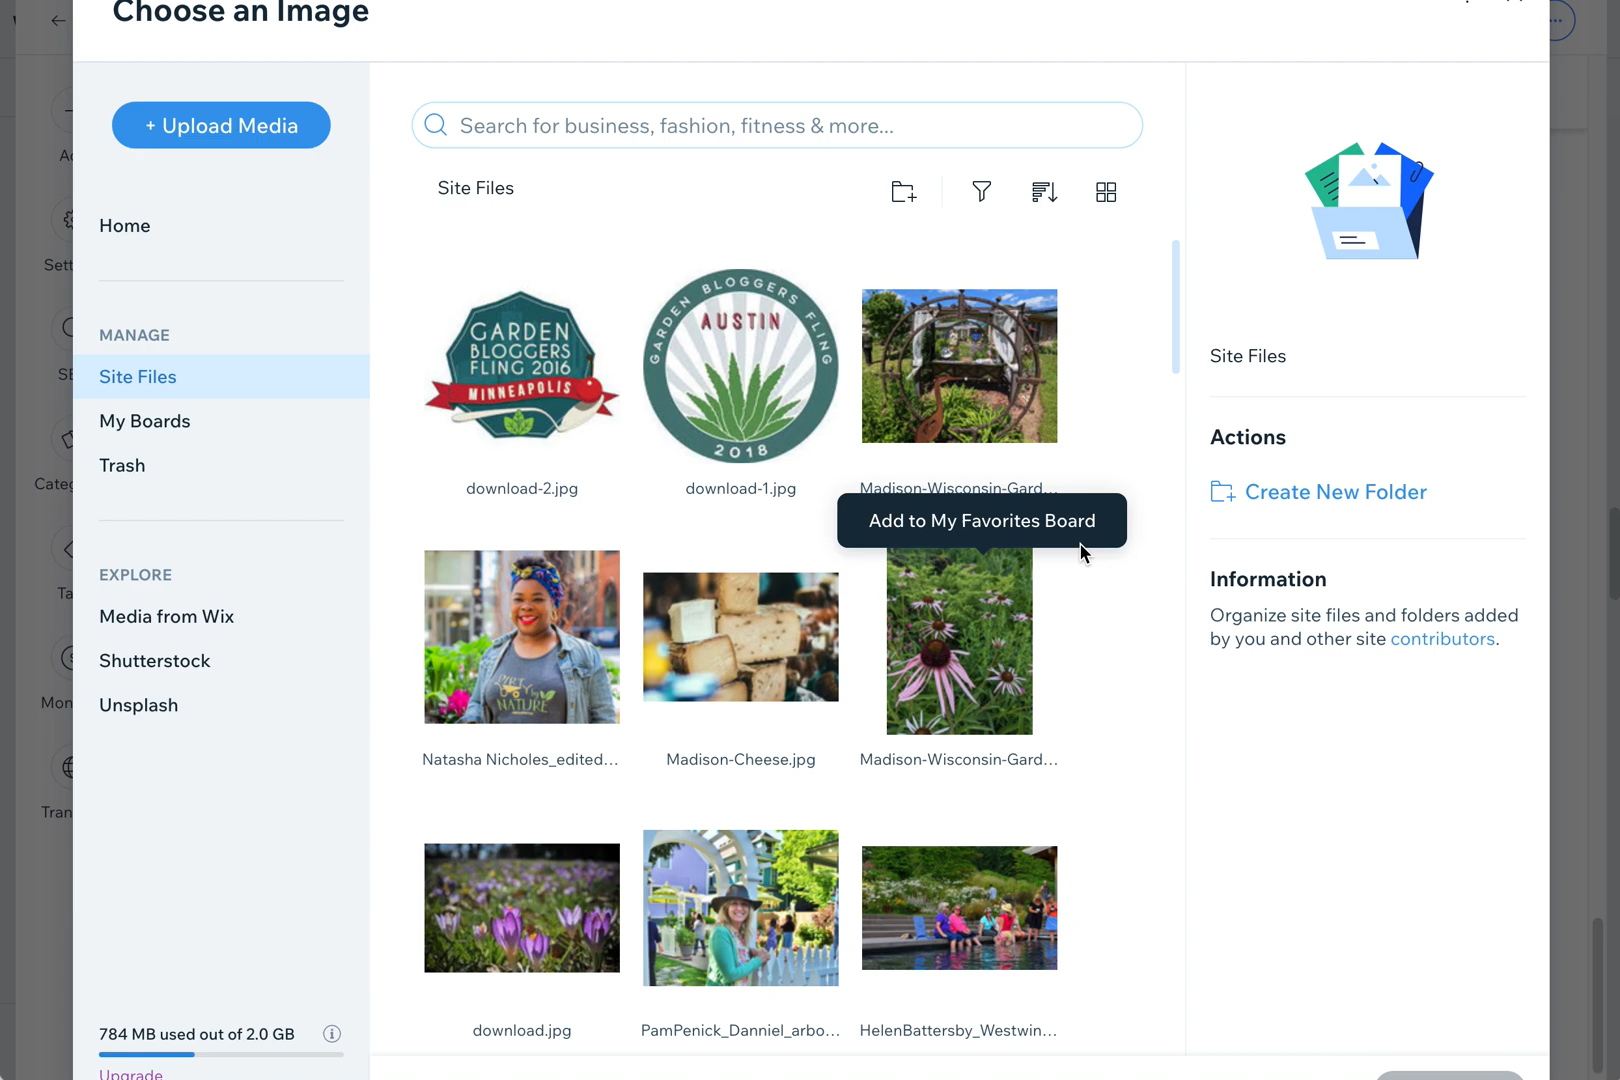 Choose an Image
+ Upload Media
Search for business, fashion, fitness & more...
Site Files
Home
MANAGE
Site Files
My Boards
Trash
EXPLORE
Media from Wix
Shutterstock
Unsplash
784 MB used out of 2.0 GB
Upgrade
GARDEN
BLOGGERS
FLING 2016
MINNEAPOLIS
download-2.jpg
GARDEN BLOGGERS FLING
AUSTIN
2018
download-1.jpg
Madison-Wisconsin-Gard...
Add to My Favorites Board
DIRTY by
NATURE
Natasha Nicholes_edited...
Madison-Cheese.jpg
Madison-Wisconsin-Gard...
download.jpg
PamPenick_Danniel_arbo...
HelenBattersby_Westwin...
Site Files
Actions
Create New Folder
Information
Organize site files and folders added
by you and other site contributors.